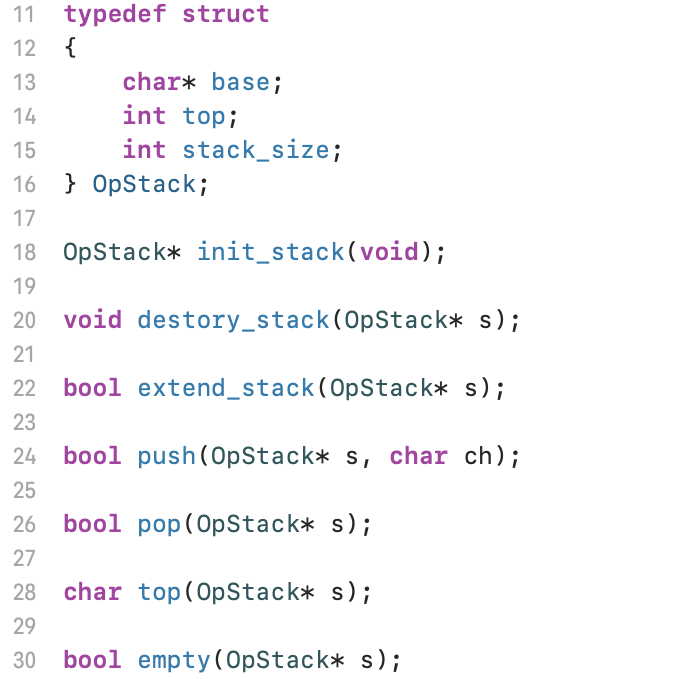 11 typedef struct
12 {
13     char* base;
14     int top;
15     int stack_size;
16 } OpStack;
17
18 OpStack* init_stack(void);
19
20 void destory_stack(OpStack* s);
21
22 bool extend_stack(OpStack* s);
23
24 bool push(OpStack* s, char ch);
25
26 bool pop(OpStack* s);
27
28 char top(OpStack* s);
29
30 bool empty(OpStack* s);